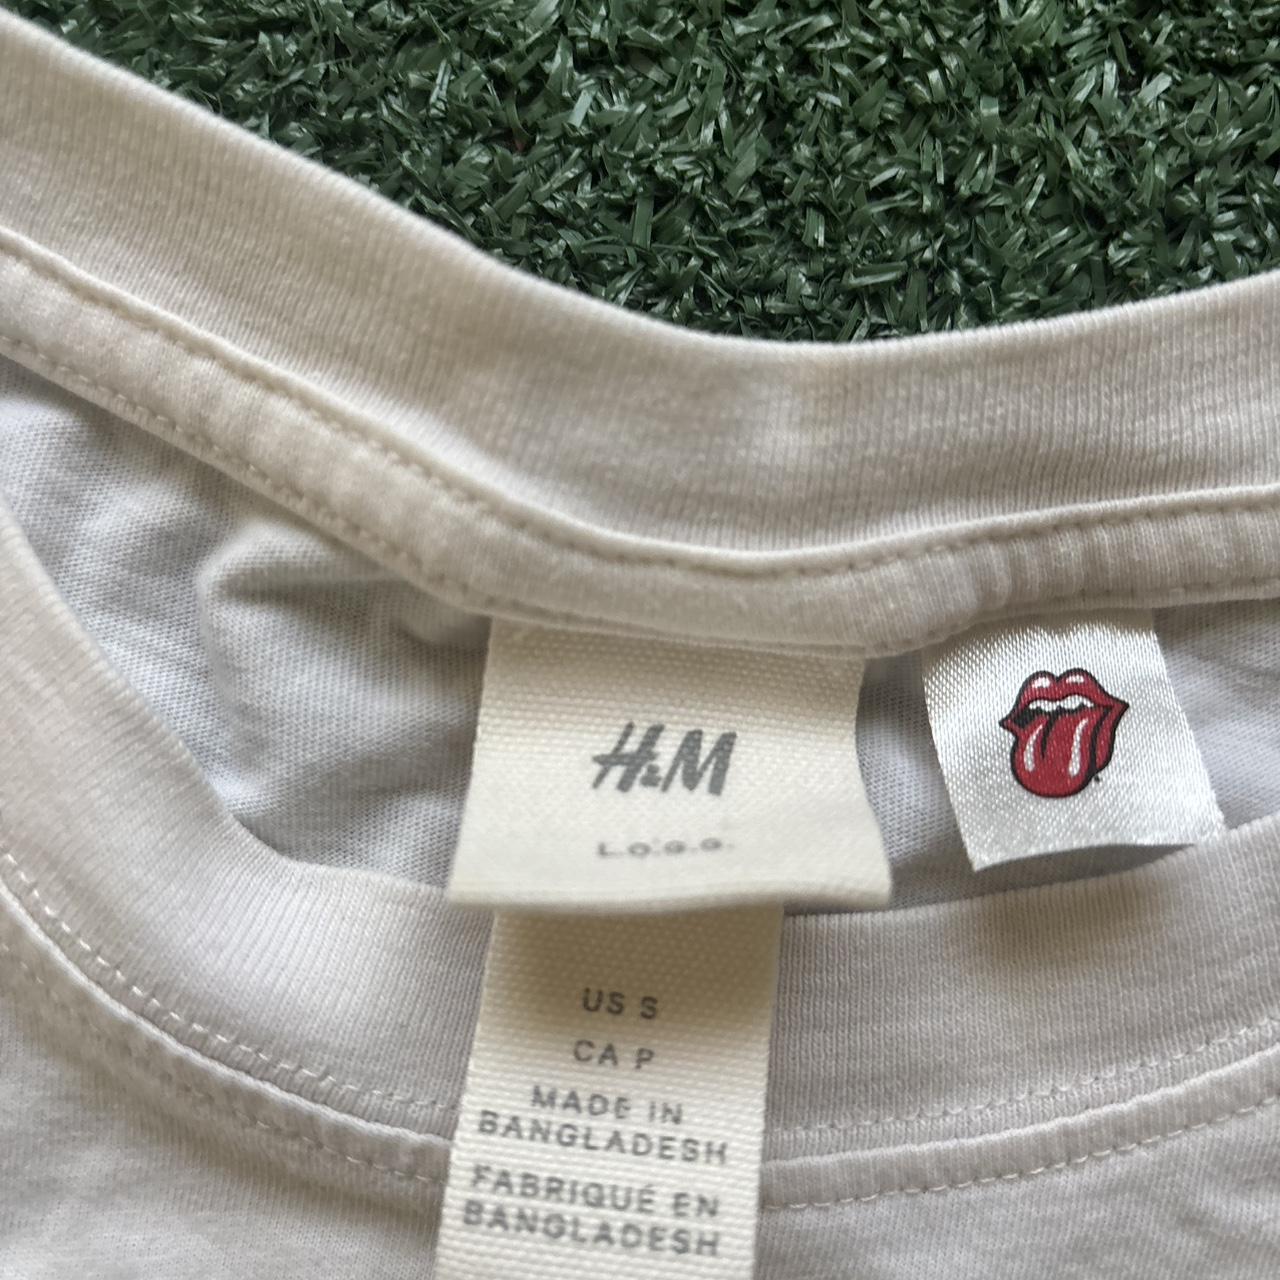 H&M
L.O.G.G.
US S
CA P
MADE IN
BANGLADESH
FABRIQUÉ EN
BANGLADESH